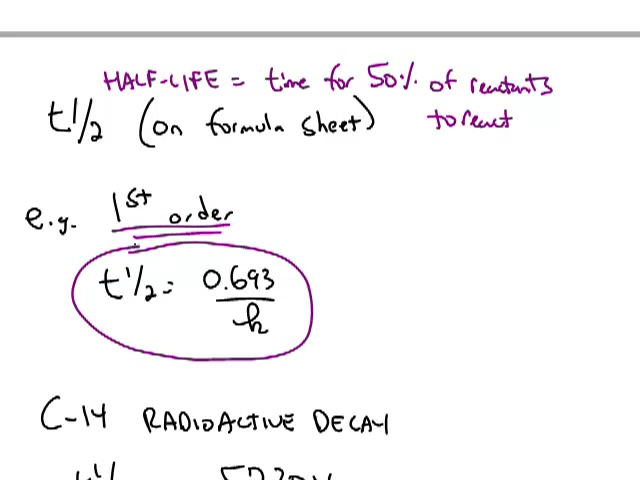 HALF-LIFE = time for 50% of reactants
to react
t1/2 (on formula sheet)
e.g. 1st order
t1/2 = 0.693
k
C-14 RADIOACTIVE DECAY